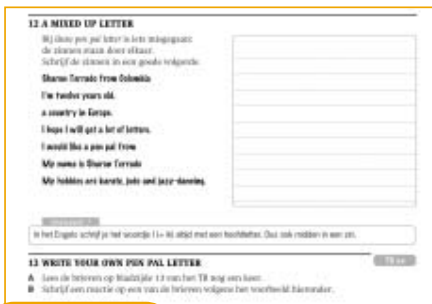 12 A MIXED UP LETTER
Bij deze pen pal letter is iets misgegaan:
de zinnen staan door elkaar.
Schrijf de zinnen in een goede volgorde.
Sharon Torrado from Colombia
I'm twelve years old.
a country in Europe.
I hope I will get a lot of letters.
I would like a pen pal from
My name is Sharon Torrado
My hobbies are karate, judo and jazz-dancing.
In het Engels schrijf je het woordje I (= ik) altijd met een hoofdletter. Dus ook midden in een zin.
13 WRITE YOUR OWN PEN PAL LETTER
TB
A Lees de brieven op bladzijde 13 van het TB nog een keer.
B Schrijf een reactie op een van de brieven volgens het voorbeeld hieronder.